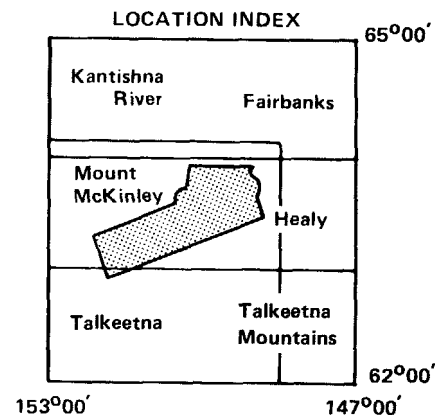 LOCATION INDEX
65°00'
Kantishna
River
Fairbanks
Mount
McKinley
Healy
Talkeetna
Talkeetna
Mountains
62°00'
153°00'
147°00'